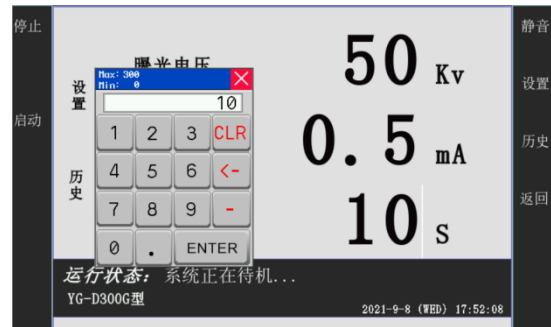 停止
启动
曝光电压
设置
历史
Max: 300
Min: 0
10
1 2 3 CLR
4 5 6 <-
7 8 9 -
0 . ENTER
50 Kv
0.5 mA
10 S
静音
设置
历史
返回
运行状态：系统正在待机...
YG-D300G型
2021-9-8 (WED) 17:52:08